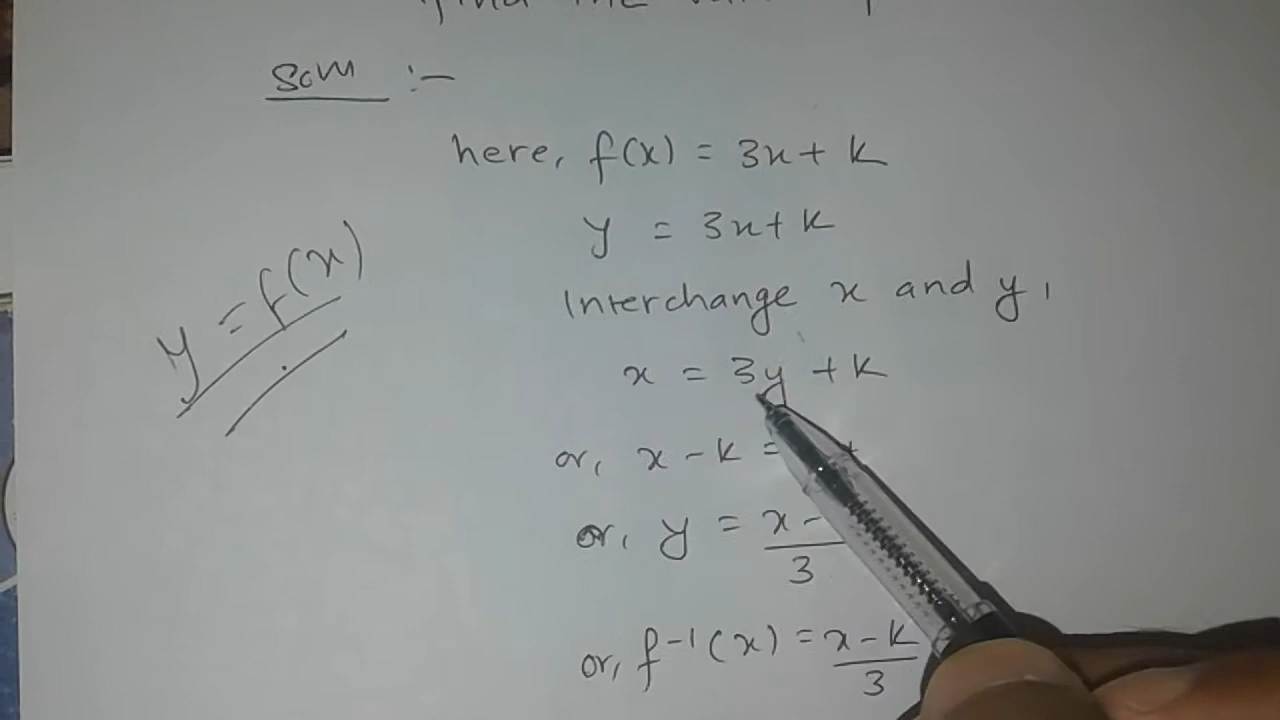 Soln :-
here, f(x) = 3x + k
y = 3x + k
y = f(x)
Interchange x and y,
x = 3y + k
or, x - k =
or, y = x - / 3
or, f-1(x) = x - k / 3